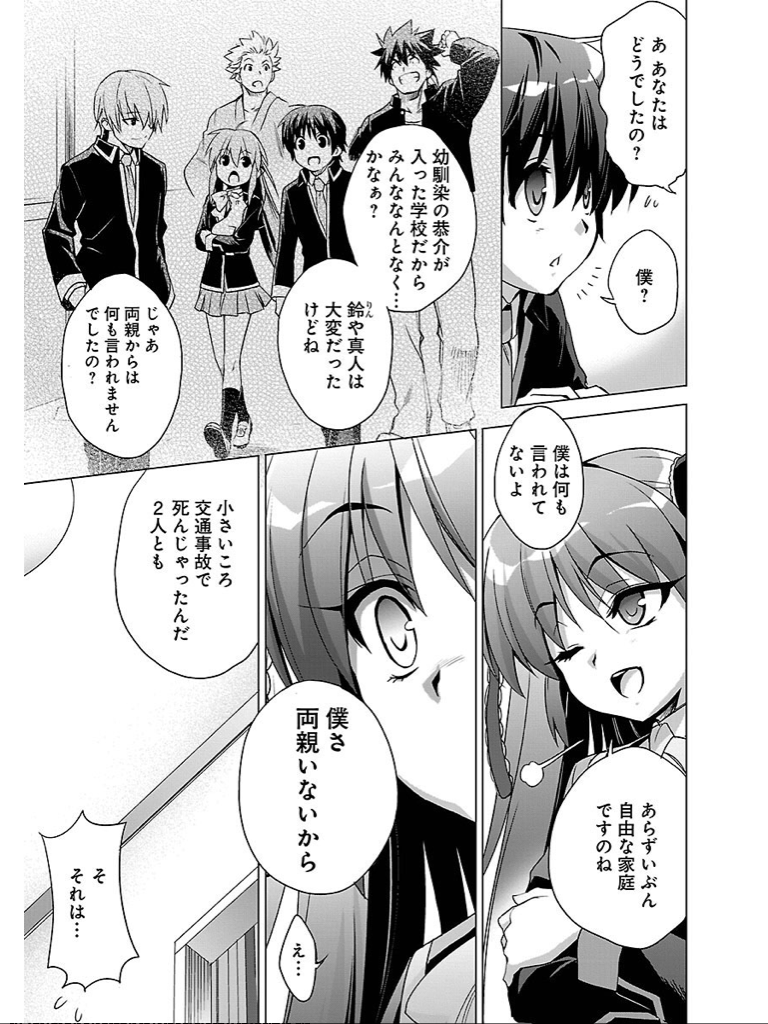 あ あなたは
どうでしたの?
僕?
幼馴染の恭介が
入った学校だから
みんななんとなく…
かなぁ?
鈴や真人は
りん
大変だった
けどね
じゃあ
両親からは
何も言われません
でしたの?
僕は何も
言われて
ないよ
あらずいぶん
自由な家庭
ですのね
僕さ
両親いないから
え…
小さいころ
交通事故で
死んじゃったんだ
2人とも
そ
それは…